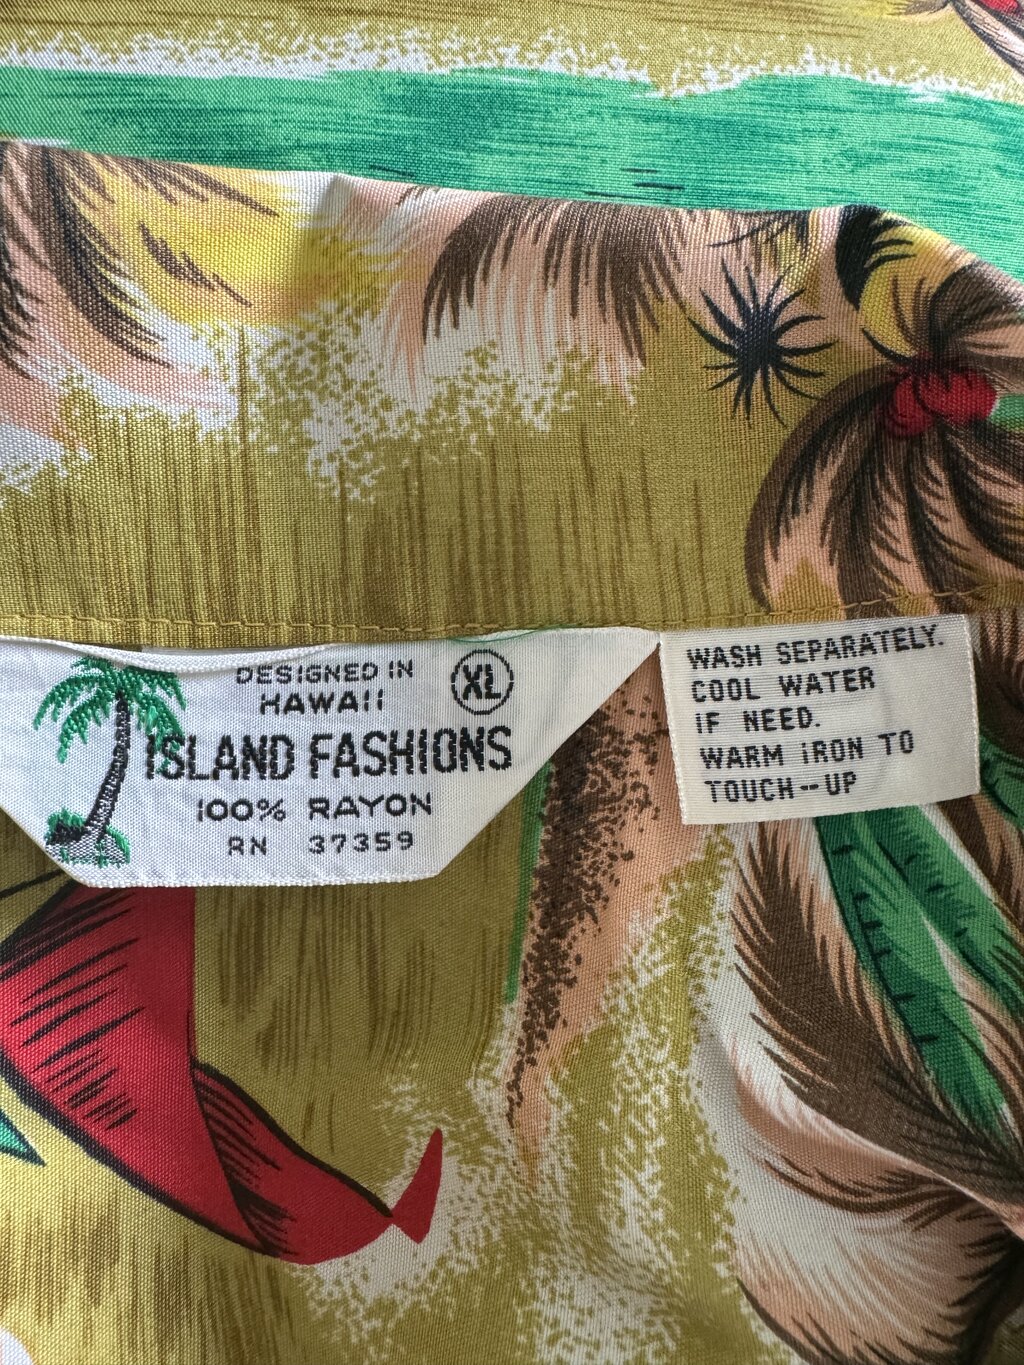 DESIGNED IN
HAWAII
XL
ISLAND FASHIONS
100% RAYON
RN 37359
WASH SEPARATELY.
COOL WATER
IF NEED.
WARM IRON TO
TOUCH--UP